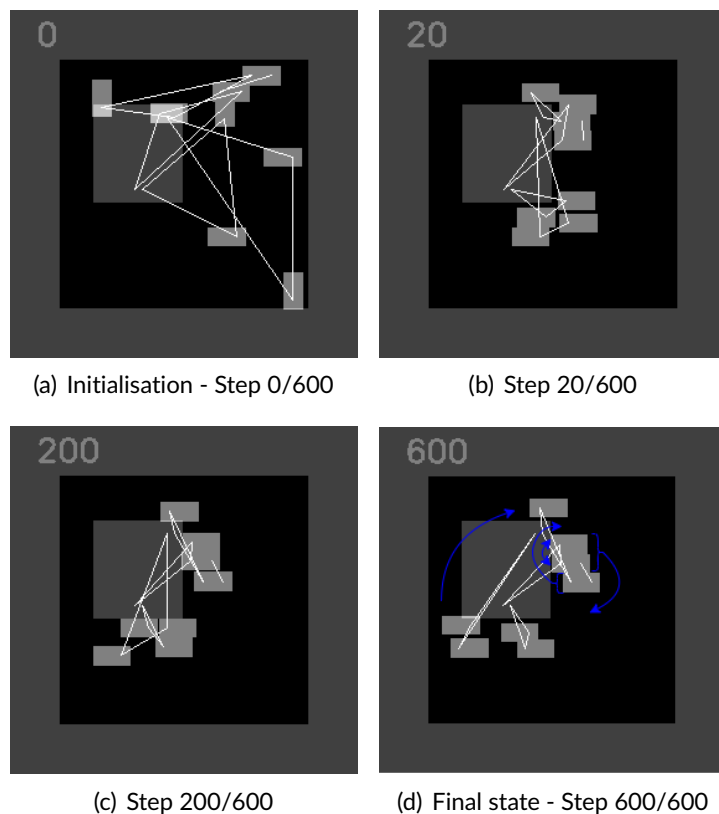 0
20
(a) Initialisation - Step 0/600
(b) Step 20/600
200
600
(c) Step 200/600
(d) Final state - Step 600/600